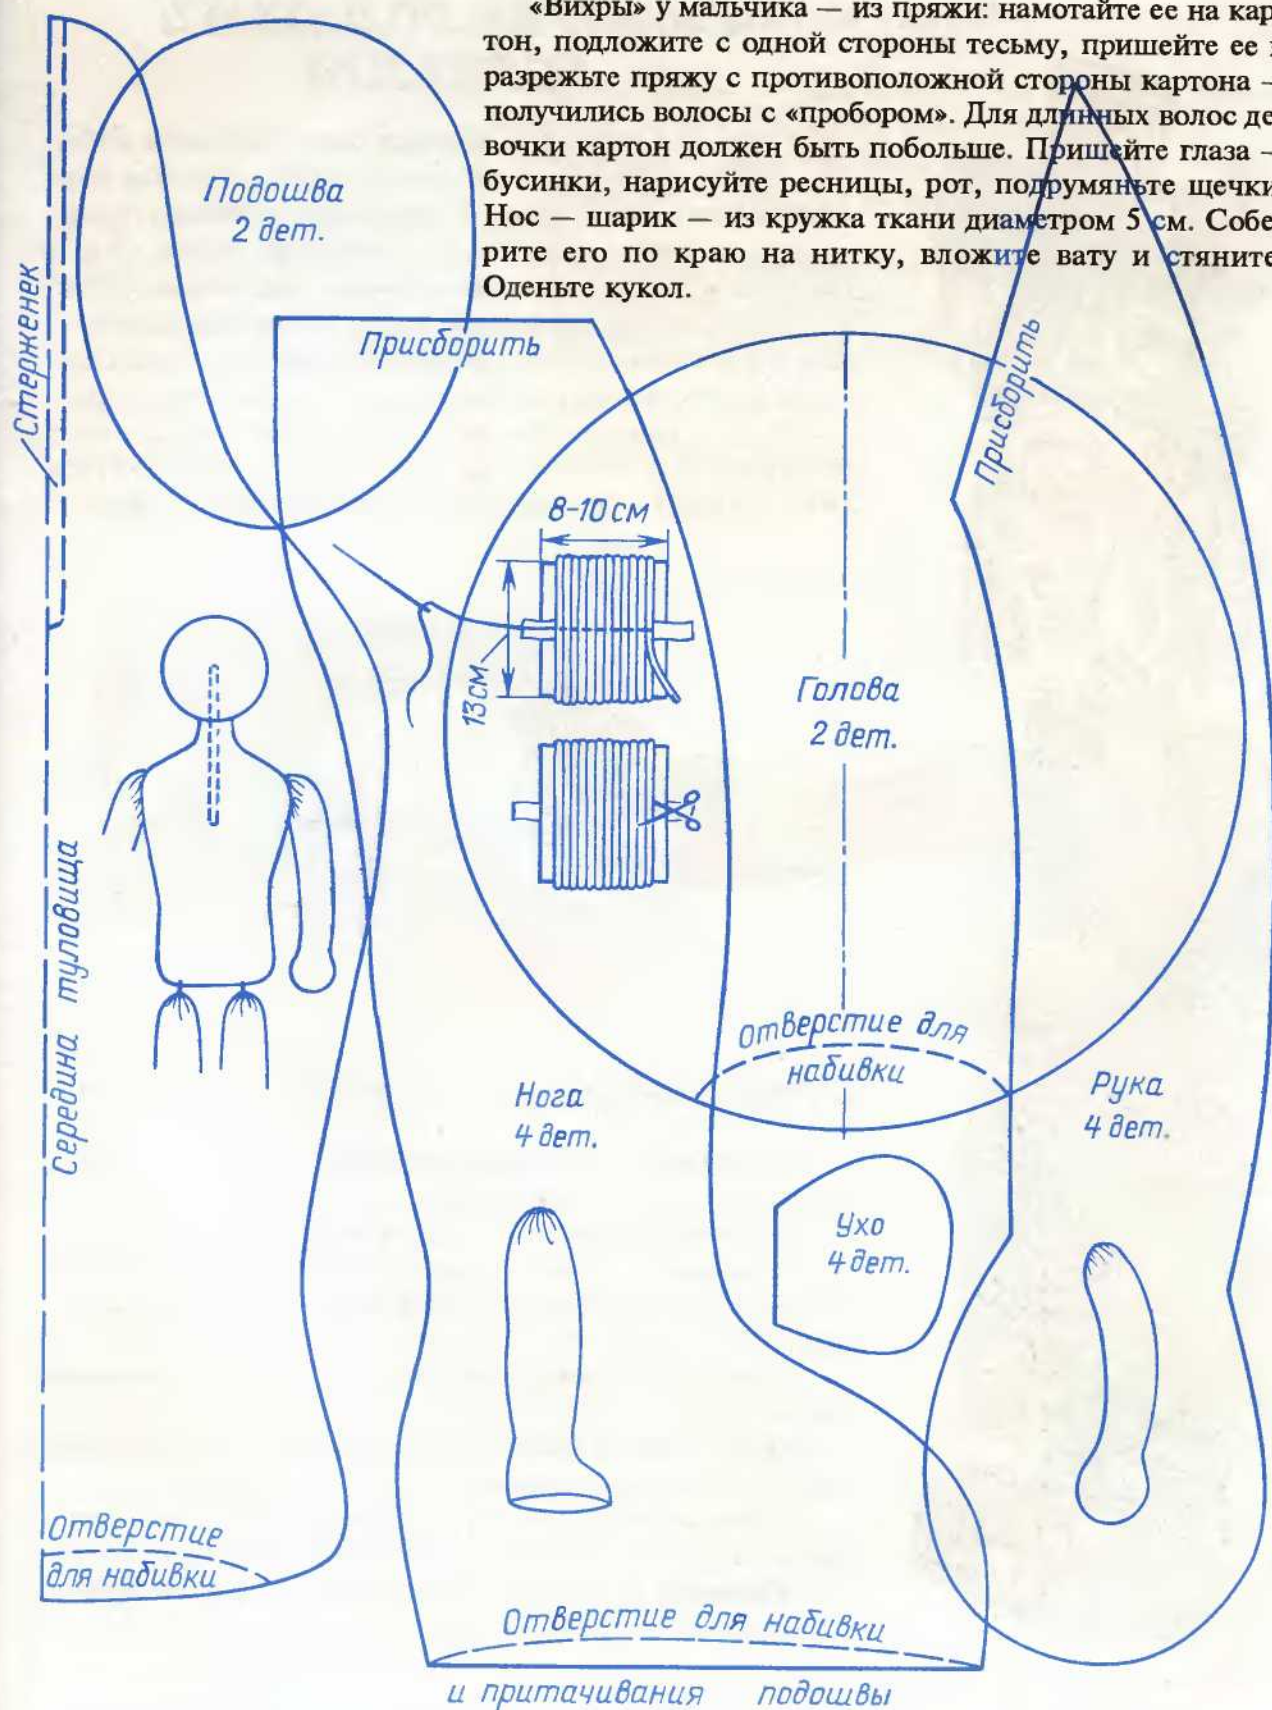 «Вихры» у мальчика — из пряжи: намотайте ее на кар
тон, подложите с одной стороны тесьму, пришейте ее
разрежьте пряжу с противоположной стороны картона —
получились волосы с «пробором». Для длинных волос де
вочки картон должен быть побольше. Пришейте глаза —
бусинки, нарисуйте ресницы, рот, подрумяньте щечки
Нос — шарик — из кружка ткани диаметром 5 см. Собе
рите его по краю на нитку, вложите вату и стяните
Оденьте кукол.
Подошва
2 дет.
Стерженек
Присборить
Присборить
8-10 см
13 см
Голова
2 дет.
Середина туловища
отверстие для
набивки
Нога
4 дет.
Рука
4 дет.
Ухо
4 дет.
Отверстие
для набивки
Отверстие для набивки
и притачивания подошвы